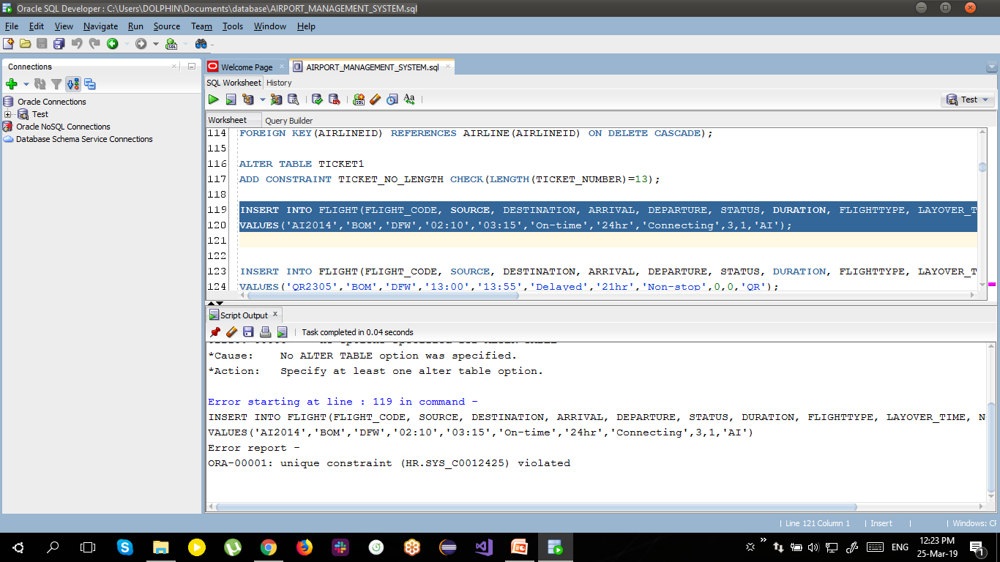 Oracle SQL Developer : C:\Users\DOLPHIN\Documents\database\AIRPORT_MANAGEMENT_SYSTEM.sql
File Edit View Navigate Run Source Team Tools Window Help
Connections
Oracle Connections
Test
Oracle NoSQL Connections
Database Schema Service Connections
Welcome Page
AIRPORT_MANAGEMENT_SYSTEM.sql
SQL Worksheet History
Test
Worksheet Query Builder
114 FOREIGN KEY(AIRLINEID) REFERENCES AIRLINE(AIRLINEID) ON DELETE CASCADE);
115
116 ALTER TABLE TICKET1
117 ADD CONSTRAINT TICKET_NO_LENGTH CHECK(LENGTH(TICKET_NUMBER)=13);
118
119 INSERT INTO FLIGHT(FLIGHT_CODE, SOURCE, DESTINATION, ARRIVAL, DEPARTURE, STATUS, DURATION, FLIGHTTYPE, LAYOVER_T
120 VALUES('AI2014','BOM','DFW','02:10','03:15','On-time','24hr','Connecting',3,1,'AI');
121
122
123 INSERT INTO FLIGHT(FLIGHT_CODE, SOURCE, DESTINATION, ARRIVAL, DEPARTURE, STATUS, DURATION, FLIGHTTYPE, LAYOVER_T
124 VALUES('QR2305','BOM','DFW','13:00','13:55','Delayed','21hr','Non-stop',0,0,'QR');
Script Output
Task completed in 0.04 seconds
*Cause: No ALTER TABLE option was specified.
*Action: Specify at least one alter table option.
Error starting at line : 119 in command -
INSERT INTO FLIGHT(FLIGHT_CODE, SOURCE, DESTINATION, ARRIVAL, DEPARTURE, STATUS, DURATION, FLIGHTTYPE, LAYOVER_TIME, N
VALUES('AI2014','BOM','DFW','02:10','03:15','On-time','24hr','Connecting',3,1,'AI')
Error report -
ORA-00001: unique constraint (HR.SYS_C0012425) violated
Line 121 Column 1 Insert Windows: CF
ENG
12:23 PM
25-Mar-19
1